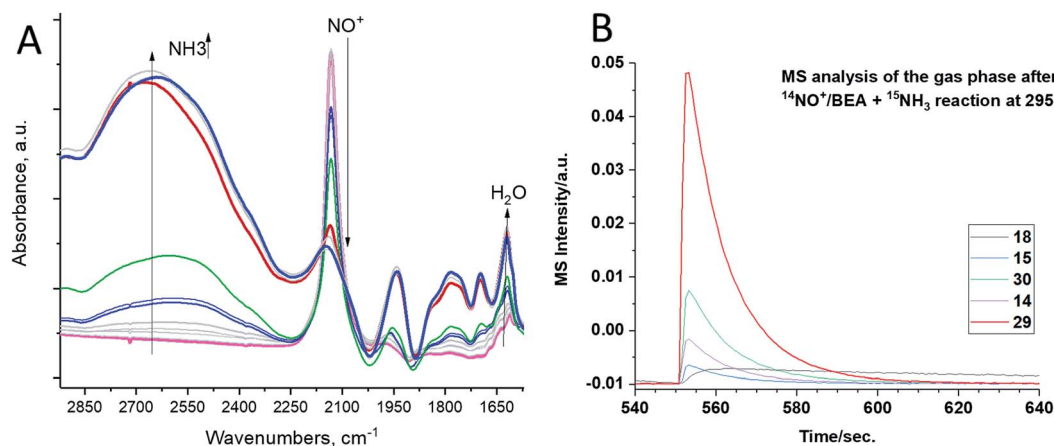 A
NH3
NO⁺
H₂O
Absorbance, a.u.
2850 2700 2550 2400 2250 2100 1950 1800 1650
Wavenumbers, cm⁻¹
B
MS analysis of the gas phase after
¹⁴NO⁺/BEA + ¹⁵NH₃ reaction at 295
MS Intensity/a.u.
0.05
0.04
0.03
0.02
0.01
0.00
-0.01
18
15
30
14
29
540 560 580 600 620 640
Time/sec.